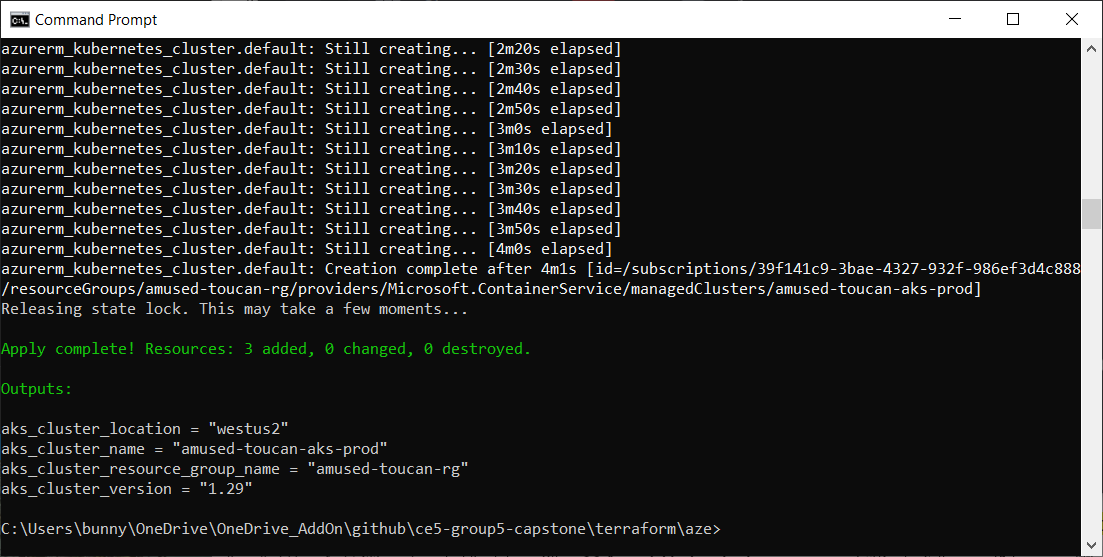 Command Prompt
azurerm_kubernetes_cluster.default: Still creating... [2m20s elapsed]
azurerm_kubernetes_cluster.default: Still creating... [2m30s elapsed]
azurerm_kubernetes_cluster.default: Still creating... [2m40s elapsed]
azurerm_kubernetes_cluster.default: Still creating... [2m50s elapsed]
azurerm_kubernetes_cluster.default: Still creating... [3m0s elapsed]
azurerm_kubernetes_cluster.default: Still creating... [3m10s elapsed]
azurerm_kubernetes_cluster.default: Still creating... [3m20s elapsed]
azurerm_kubernetes_cluster.default: Still creating... [3m30s elapsed]
azurerm_kubernetes_cluster.default: Still creating... [3m40s elapsed]
azurerm_kubernetes_cluster.default: Still creating... [3m50s elapsed]
azurerm_kubernetes_cluster.default: Still creating... [4m0s elapsed]
azurerm_kubernetes_cluster.default: Creation complete after 4m1s [id=/subscriptions/39f141c9-3bae-4327-932f-986ef3d4c888
/resourceGroups/amused-toucan-rg/providers/Microsoft.ContainerService/managedClusters/amused-toucan-aks-prod]
Releasing state lock. This may take a few moments...
Apply complete! Resources: 3 added, 0 changed, 0 destroyed.
Outputs:
aks_cluster_location = "westus2"
aks_cluster_name = "amused-toucan-aks-prod"
aks_cluster_resource_group_name = "amused-toucan-rg"
aks_cluster_version = "1.29"
C:\Users\bunny\OneDrive\OneDrive_AddOn\github\ce5-group5-capstone\terraform\aze>